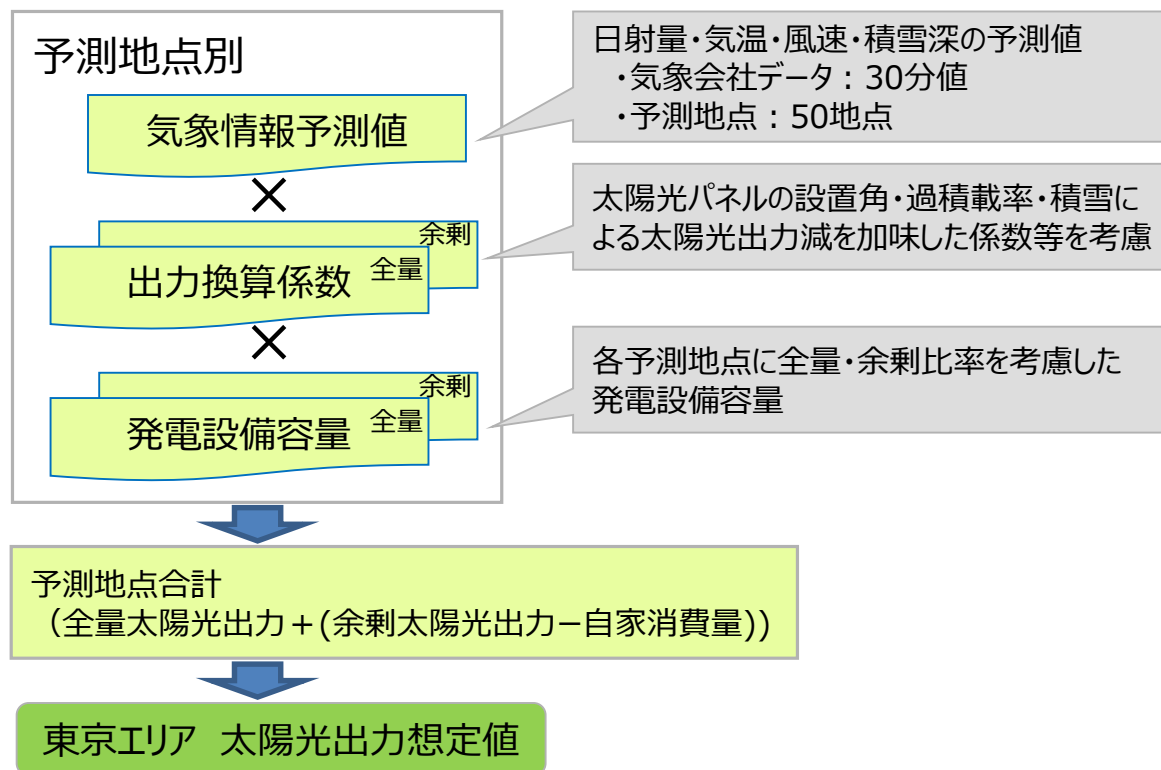 予測地点別
気象情報予測値
×
余剰
全量
出力換算係数
×
余剰
全量
発電設備容量
日射量・気温・風速・積雪深の予測値
・気象会社データ：30分値
・予測地点：50地点
太陽光パネルの設置角・過積載率・積雪に
よる太陽光出力減を加味した係数等を考慮
各予測地点に全量・余剰比率を考慮した
発電設備容量
予測地点合計
（全量太陽光出力＋(余剰太陽光出力－自家消費量))
東京エリア　太陽光出力想定値